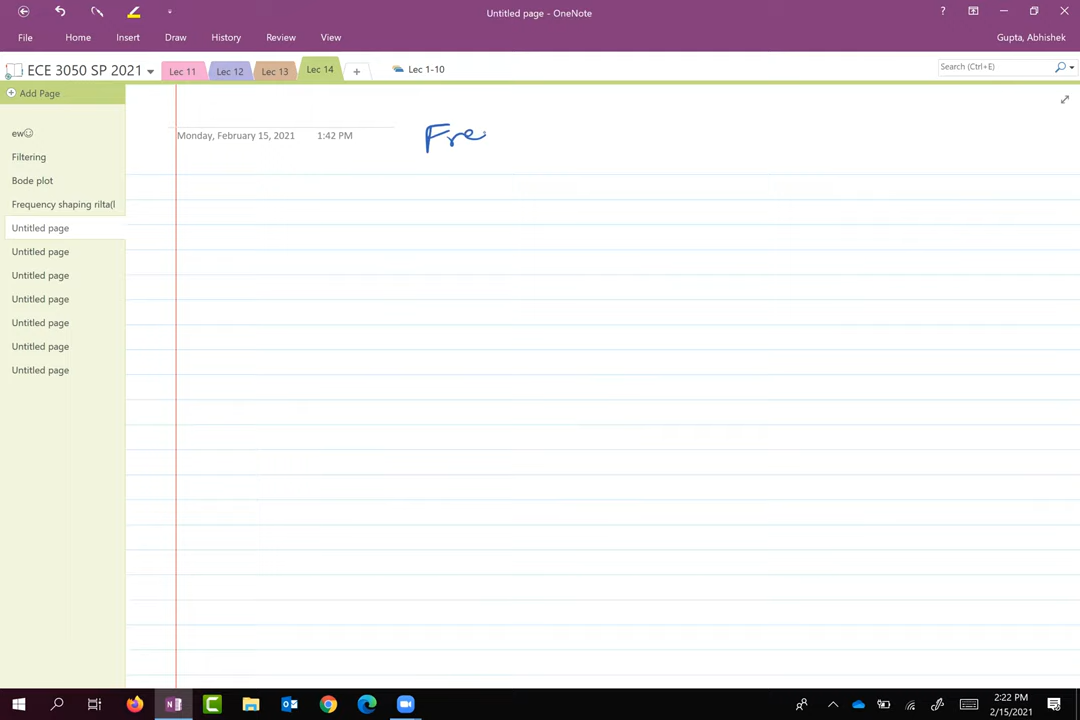 Untitled page - OneNote
?
File Home Insert Draw History Review View Gupta, Abhishek
ECE 3050 SP 2021 Lec 11 Lec 12 Lec 13 Lec 14 + Lec 1-10 Search (Ctrl+E)
Add Page
Monday, February 15, 2021 1:42 PM
Fre
ew☺
Filtering
Bode plot
Frequency shaping rilta(l
Untitled page
Untitled page
Untitled page
Untitled page
Untitled page
Untitled page
Untitled page
2:22 PM
2/15/2021